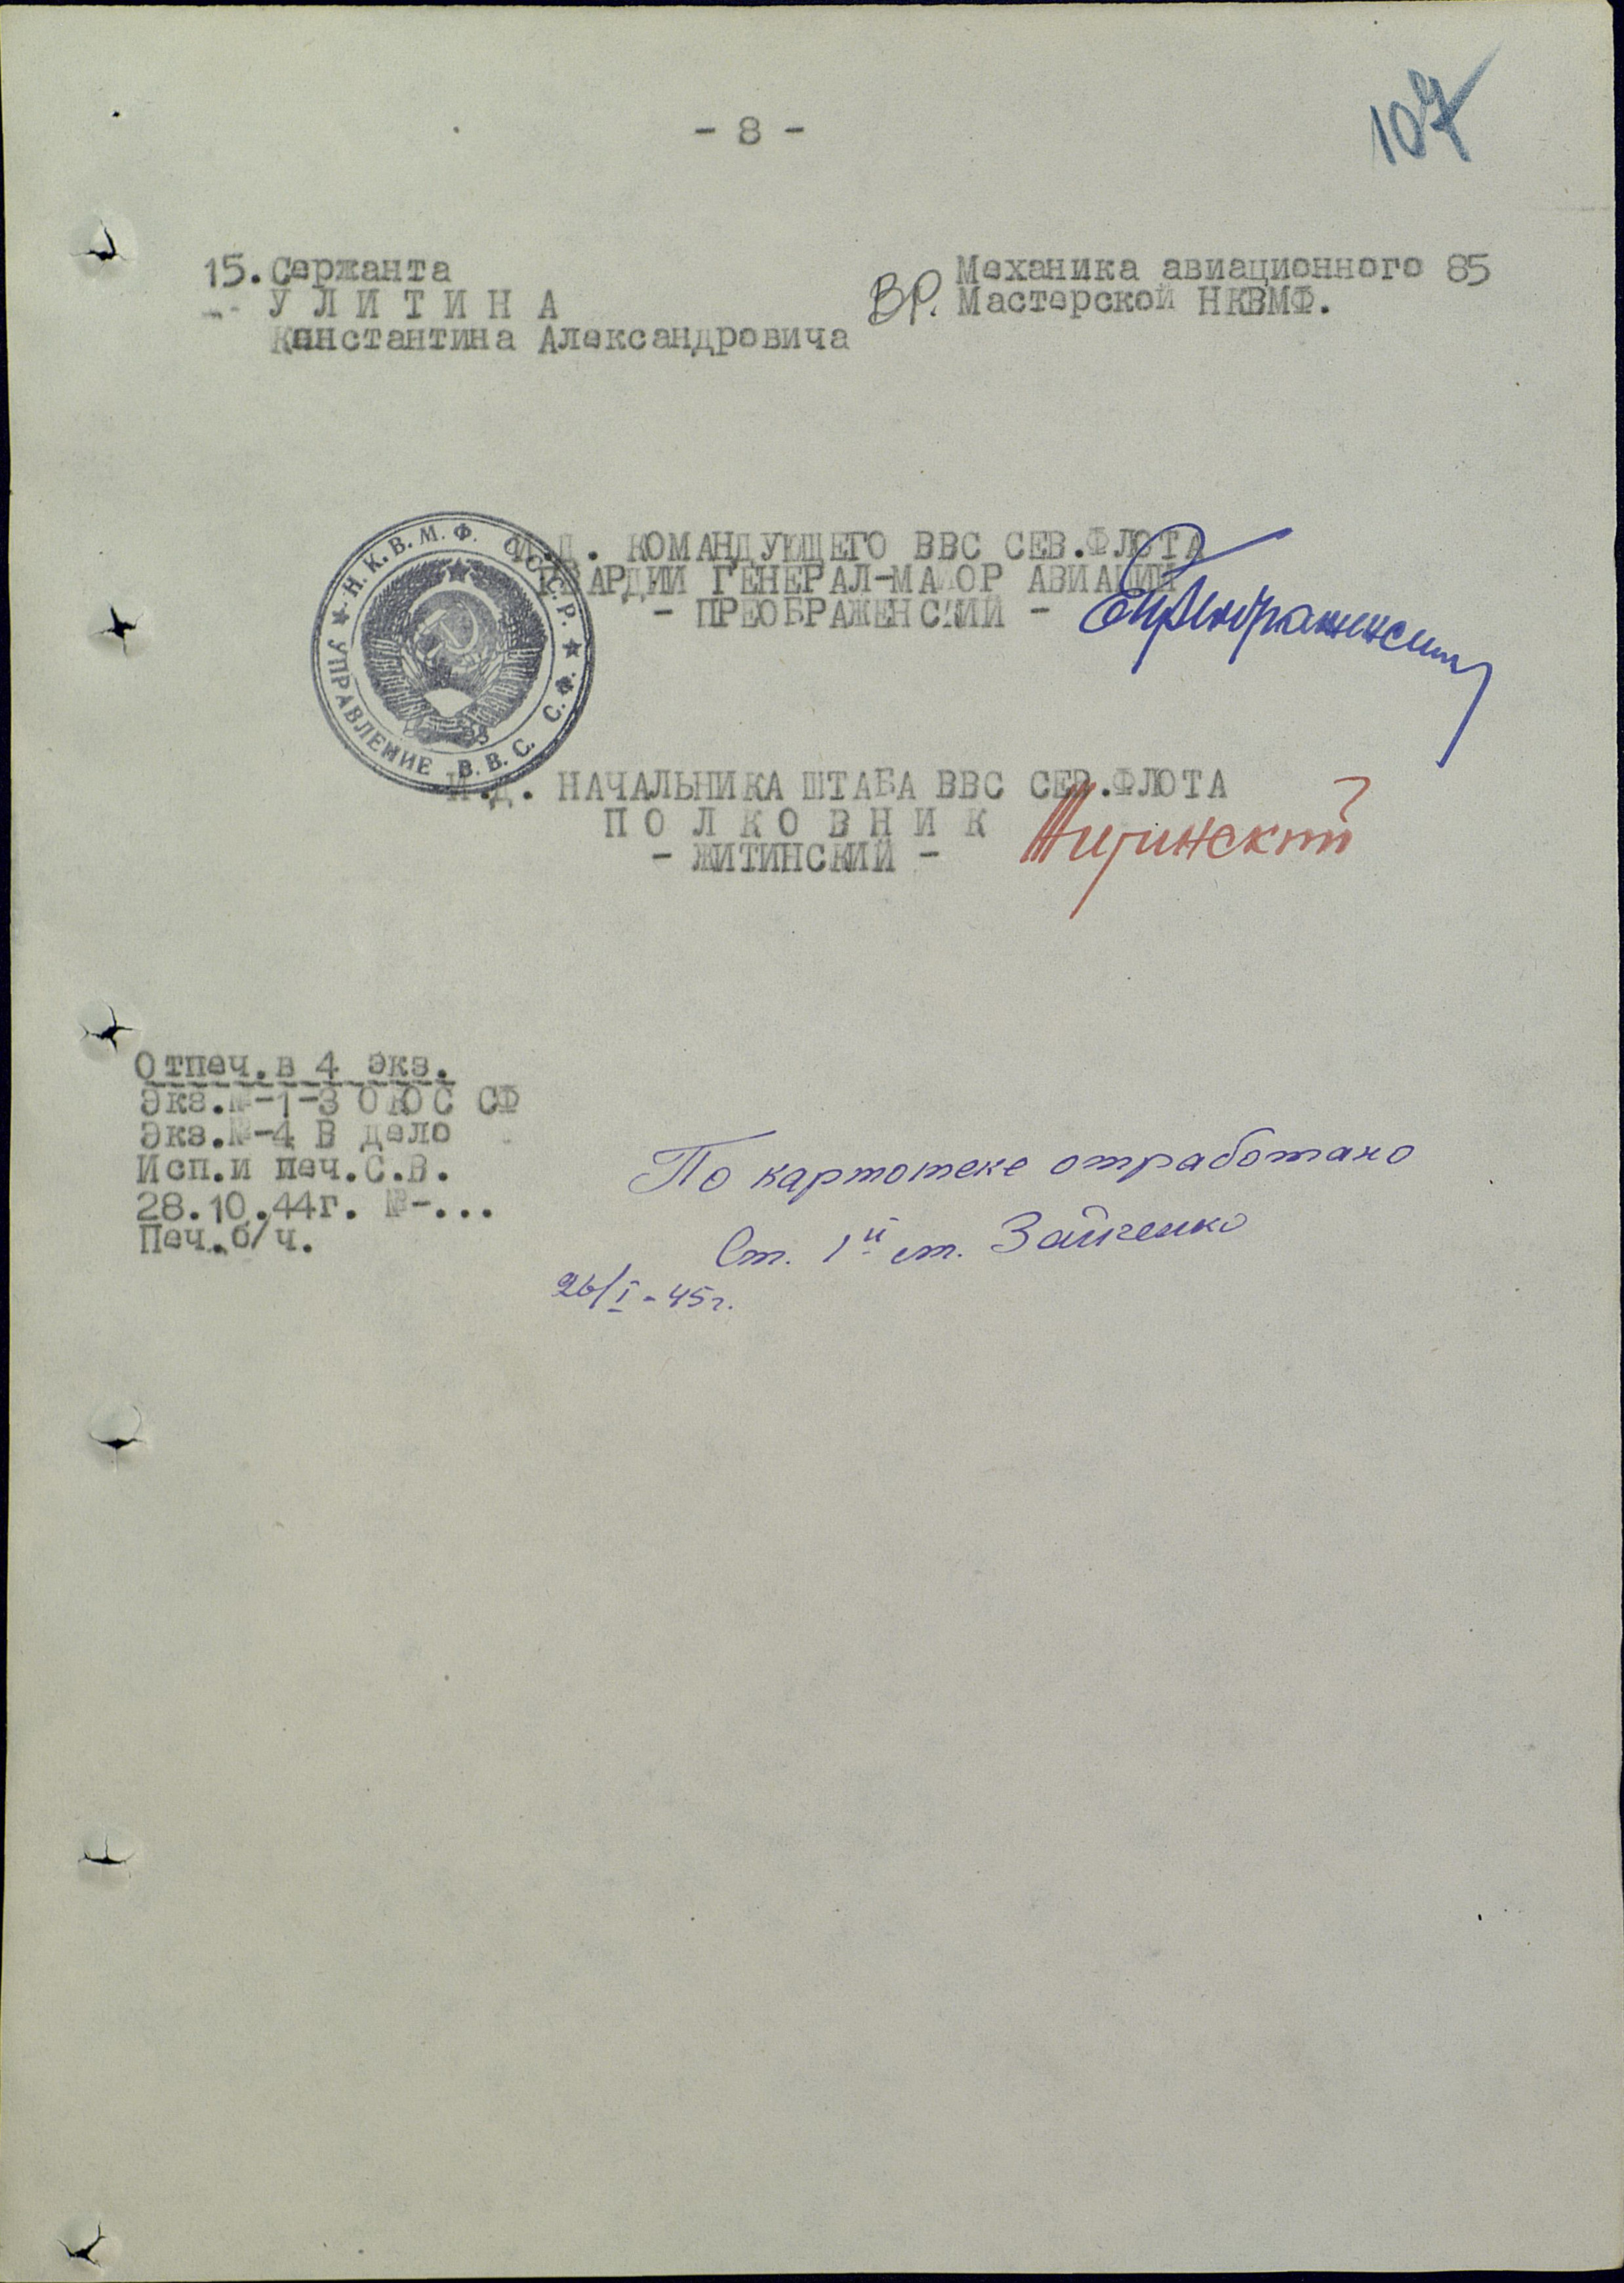 107
- 8 -
15. Сержанта
У Л И Т И Н А
Константина Александровича
ВР. Механика авиационного 85
Мастерской НКВМФ.
И.Д. КОМАНДУЮЩЕГО ВВС СЕВ.ФЛОТА
ГВАРДИИ ГЕНЕРАЛ-МАЙОР АВИАЦИИ
- ПРЕОБРАЖЕНСКИЙ -
★ Н.К.В.М.Ф. С.С.С.Р. ★
УПРАВЛЕНИЕ В.В.С. С.Ф.
И.Д. НАЧАЛЬНИКА ШТАБА ВВС СЕВ.ФЛОТА
П О Л К О В Н И К
- ЖИТИНСКИЙ -
Житинский
Отпеч.в 4 экз.
Экз.№-1-3 ОКОС СФ
Экз.№-4 В дело
Исп.и печ.С.В.
28.10.44г. №-...
Печ.б/ч.
По картотеке отработано
Ст. 1й ст. Зайченко
26/I-45г.